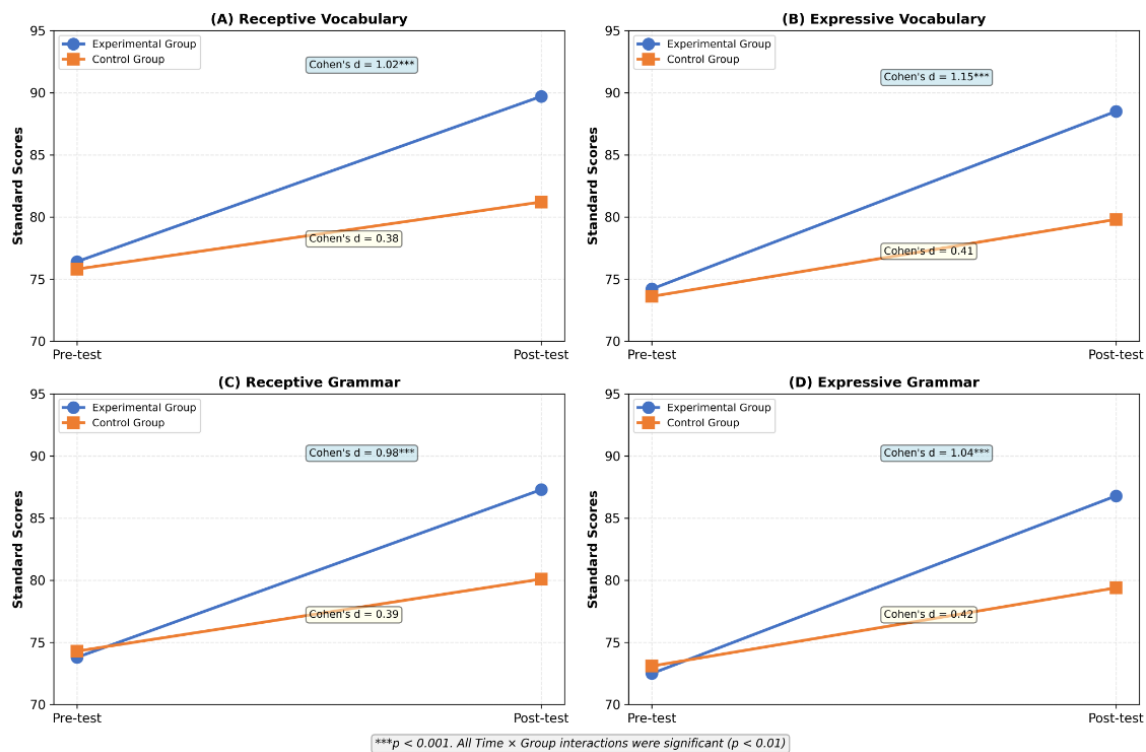 (A) Receptive Vocabulary
95
90
85
80
75
70
Standard Scores
Experimental Group
Control Group
Cohen's d = 1.02***
Cohen's d = 0.38
Pre-test
Post-test
(B) Expressive Vocabulary
95
90
85
80
75
70
Standard Scores
Experimental Group
Control Group
Cohen's d = 1.15***
Cohen's d = 0.41
Pre-test
Post-test
(C) Receptive Grammar
95
90
85
80
75
70
Standard Scores
Experimental Group
Control Group
Cohen's d = 0.98***
Cohen's d = 0.39
Pre-test
Post-test
(D) Expressive Grammar
95
90
85
80
75
70
Standard Scores
Experimental Group
Control Group
Cohen's d = 1.04***
Cohen's d = 0.42
Pre-test
Post-test
***p < 0.001. All Time × Group interactions were significant (p < 0.01)